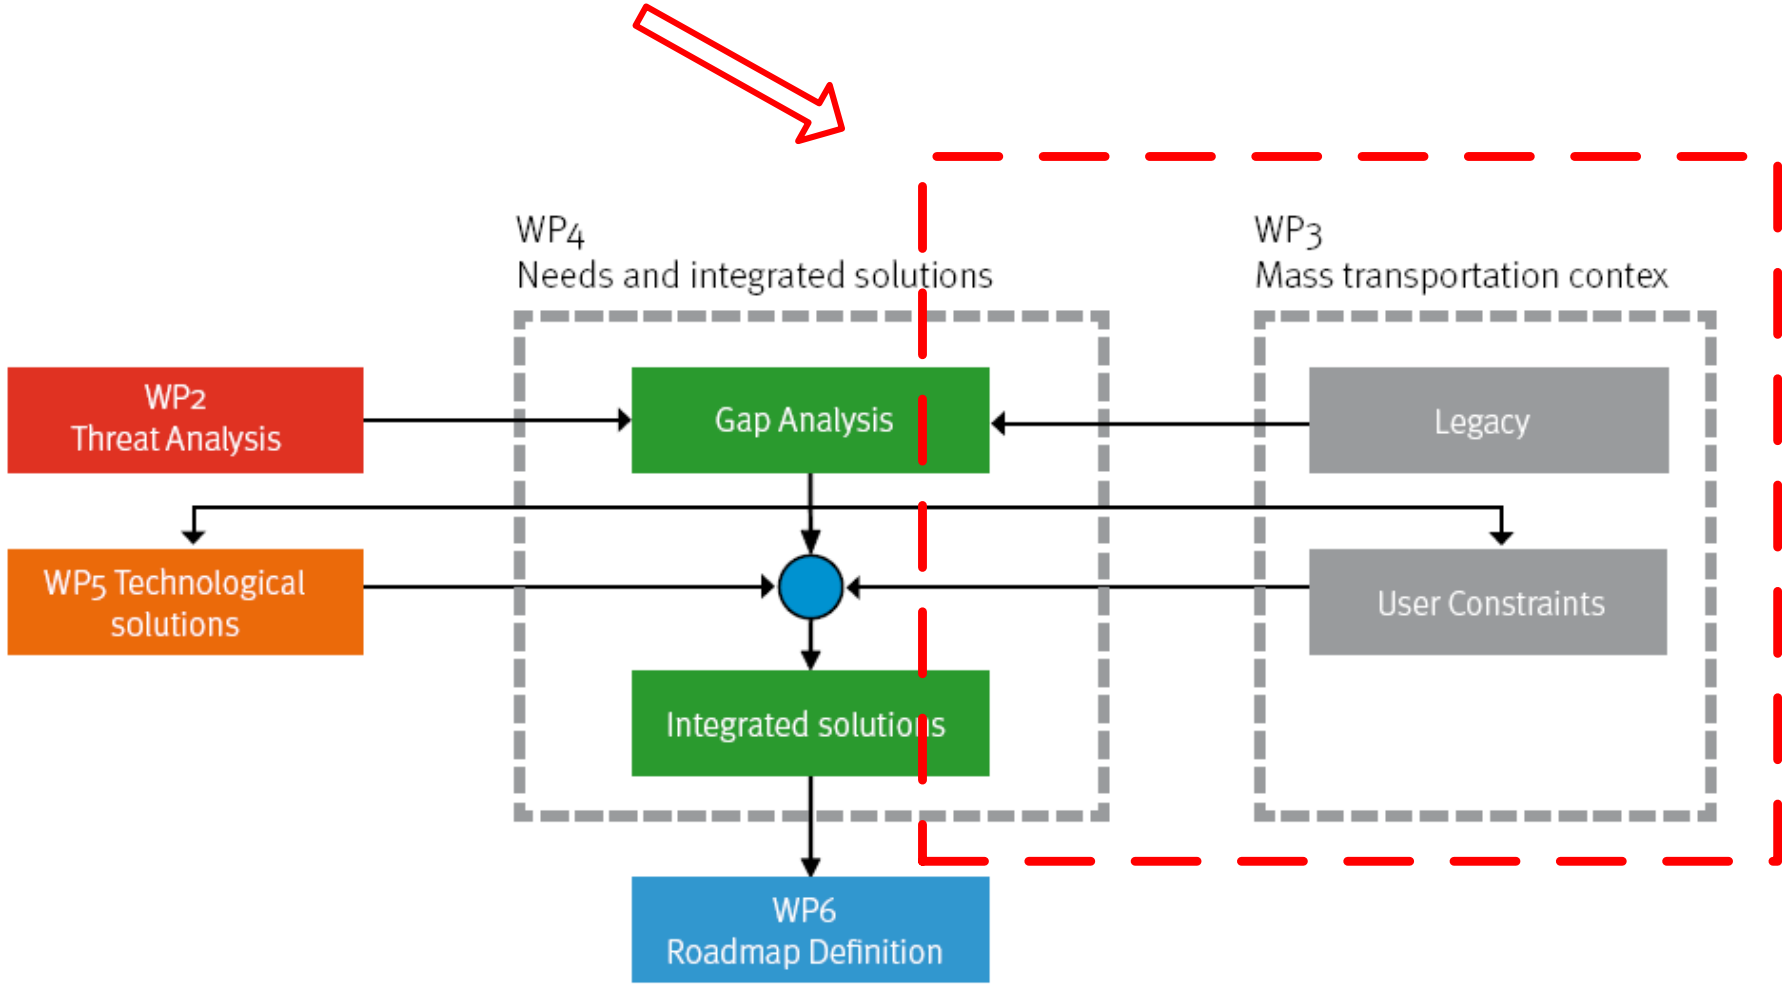 WP4
Needs and integrated solutions
WP3
Mass transportation contex
WP2
Threat Analysis
Gap Analysis
Legacy
WP5 Technological
solutions
User Constraints
Integrated solutions
WP6
Roadmap Definition